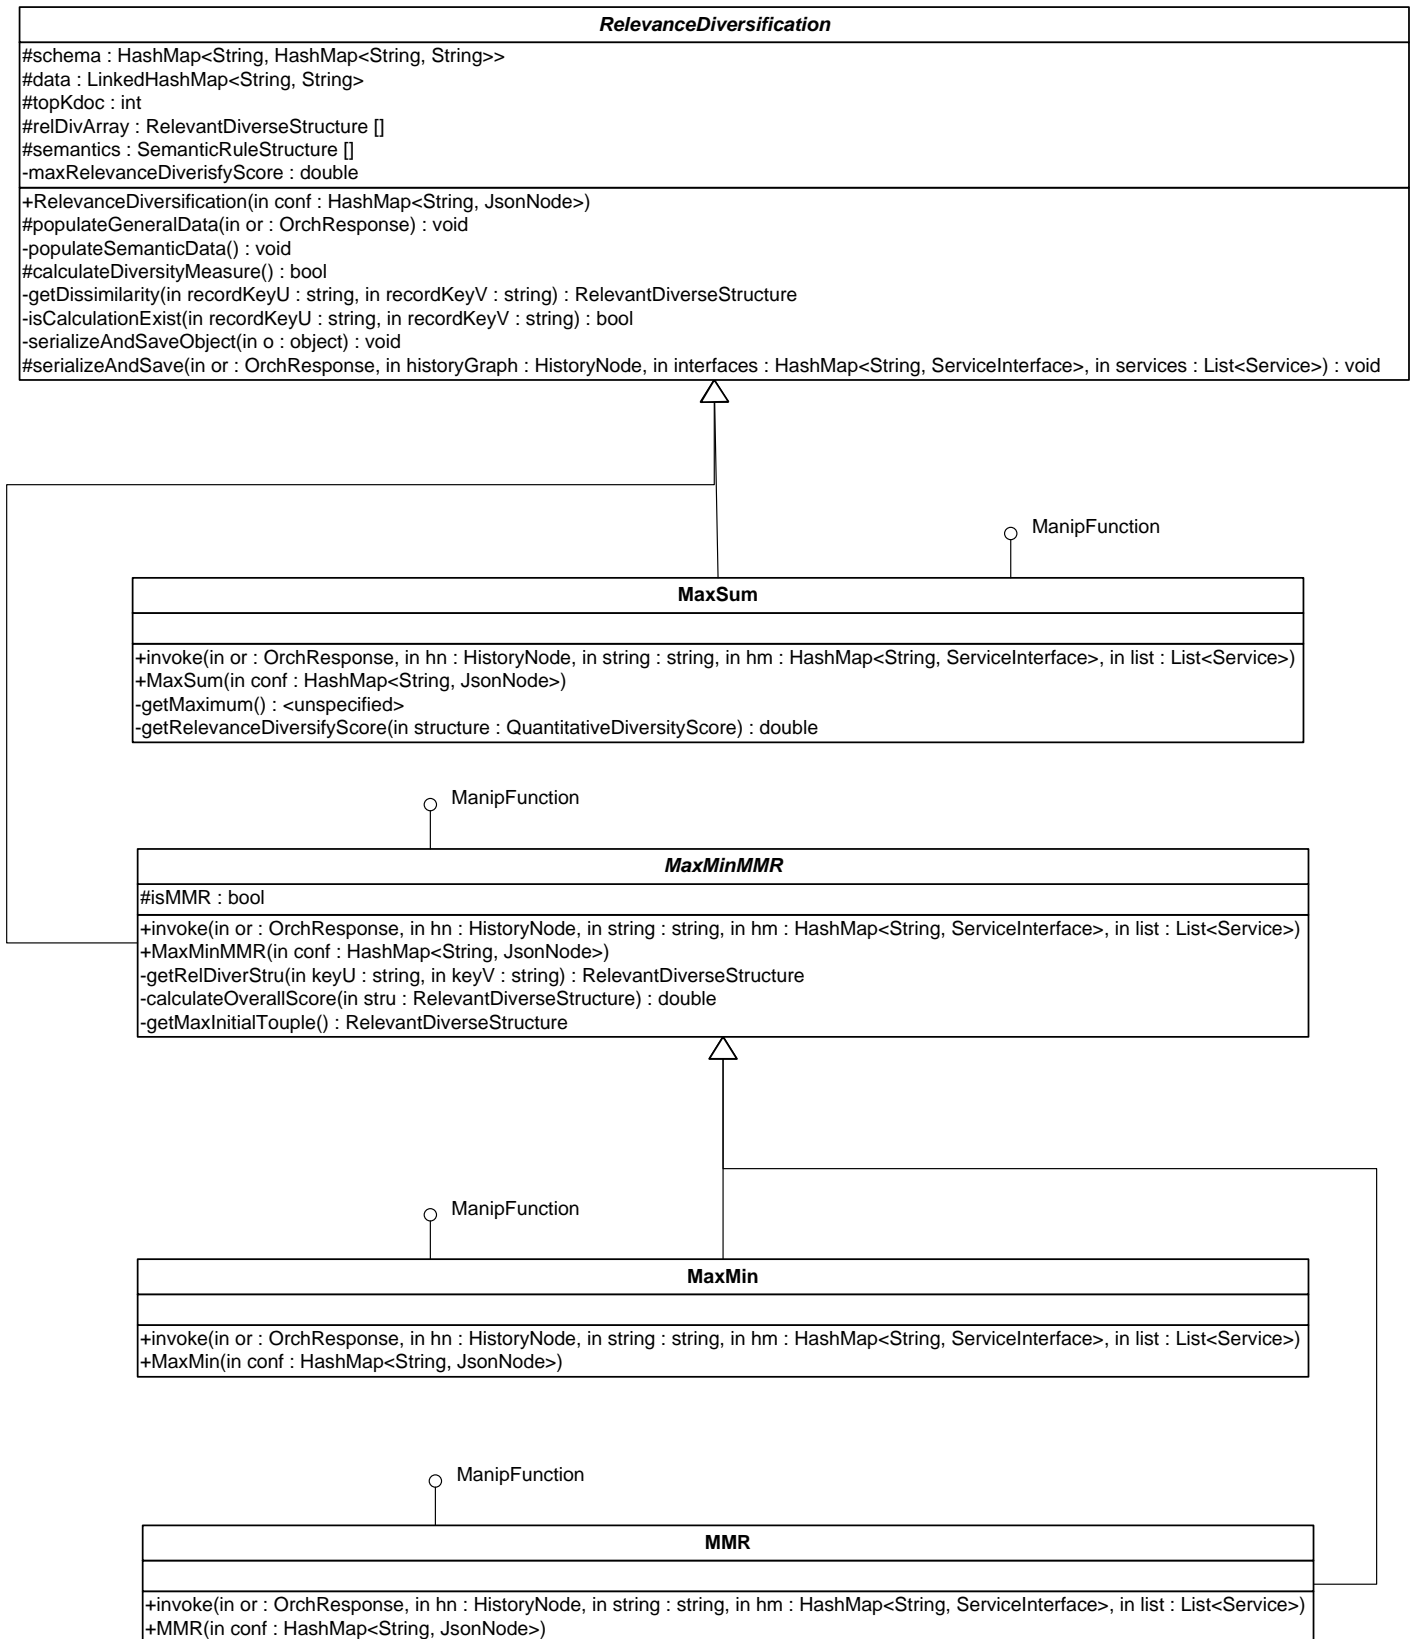 RelevanceDiversification
#schema : HashMap<String, HashMap<String, String>>
#data : LinkedHashMap<String, String>
#topKdoc : int
#relDivArray : RelevantDiverseStructure []
#semantics : SemanticRuleStructure []
-maxRelevanceDiverisfyScore : double
+RelevanceDiversification(in conf : HashMap<String, JsonNode>)
#populateGeneralData(in or : OrchResponse) : void
-populateSemanticData() : void
#calculateDiversityMeasure() : bool
-getDissimilarity(in recordKeyU : string, in recordKeyV : string) : RelevantDiverseStructure
-isCalculationExist(in recordKeyU : string, in recordKeyV : string) : bool
-serializeAndSaveObject(in o : object) : void
#serializeAndSave(in or : OrchResponse, in historyGraph : HistoryNode, in interfaces : HashMap<String, ServiceInterface>, in services : List<Service>) : void
ManipFunction
MaxSum
+invoke(in or : OrchResponse, in hn : HistoryNode, in string : string, in hm : HashMap<String, ServiceInterface>, in list : List<Service>)
+MaxSum(in conf : HashMap<String, JsonNode>)
-getMaximum() : <unspecified>
-getRelevanceDiversifyScore(in structure : QuantitativeDiversityScore) : double
ManipFunction
MaxMinMMR
#isMMR : bool
+invoke(in or : OrchResponse, in hn : HistoryNode, in string : string, in hm : HashMap<String, ServiceInterface>, in list : List<Service>)
+MaxMinMMR(in conf : HashMap<String, JsonNode>)
-getRelDiverStru(in keyU : string, in keyV : string) : RelevantDiverseStructure
-calculateOverallScore(in stru : RelevantDiverseStructure) : double
-getMaxInitialTouple() : RelevantDiverseStructure
ManipFunction
MaxMin
+invoke(in or : OrchResponse, in hn : HistoryNode, in string : string, in hm : HashMap<String, ServiceInterface>, in list : List<Service>)
+MaxMin(in conf : HashMap<String, JsonNode>)
ManipFunction
MMR
+invoke(in or : OrchResponse, in hn : HistoryNode, in string : string, in hm : HashMap<String, ServiceInterface>, in list : List<Service>)
+MMR(in conf : HashMap<String, JsonNode>)